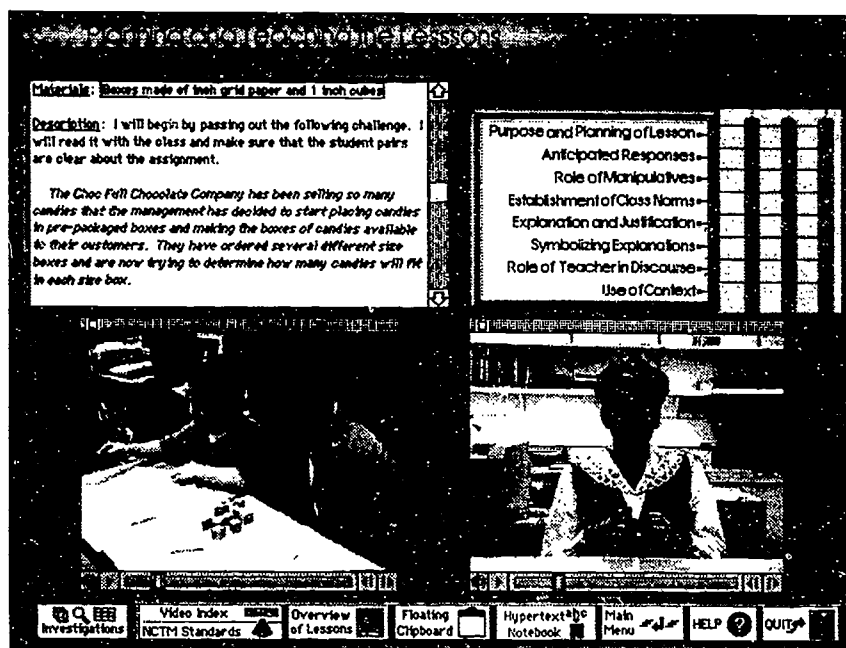 Planning and Teaching the Lessons
Materials: Boxes made of inch grid paper and 1 inch cubes
Description: I will begin by passing out the following challenge. I
will read it with the class and make sure that the student pairs
are clear about the assignment.
The Choc Full Chocolate Company has been selling so many
candies that the management has decided to start placing candies
in pre-packaged boxes and making the boxes of candies available
to their customers. They have ordered several different size
boxes and are now trying to determine how many candies will fit
in each size box.
Purpose and Planning of Lesson
Anticipated Responses
Role of Manipulatives
Establishment of Class Norms
Explanation and Justification
Symbolizing Explanations
Role of Teacher in Discourse
Use of Context
Investigations
Video Index
NCTM Standards
Overview
of Lessons
Floating
Clipboard
Hypertext abc
Notebook
Main
Menu
HELP ?
QUIT